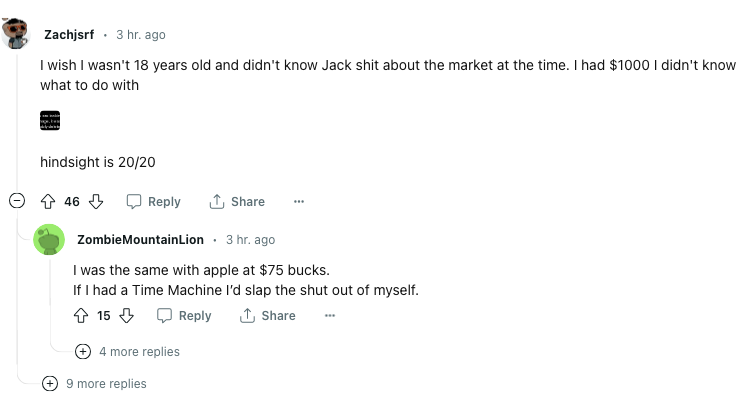 Zachjsrf • 3 hr. ago
I wish I wasn't 18 years old and didn't know Jack shit about the market at the time. I had $1000 I didn't know
what to do with
hindsight is 20/20
46 Reply Share ...
ZombieMountainLion • 3 hr. ago
I was the same with apple at $75 bucks.
If I had a Time Machine I'd slap the shut out of myself.
15 Reply Share ...
4 more replies
9 more replies